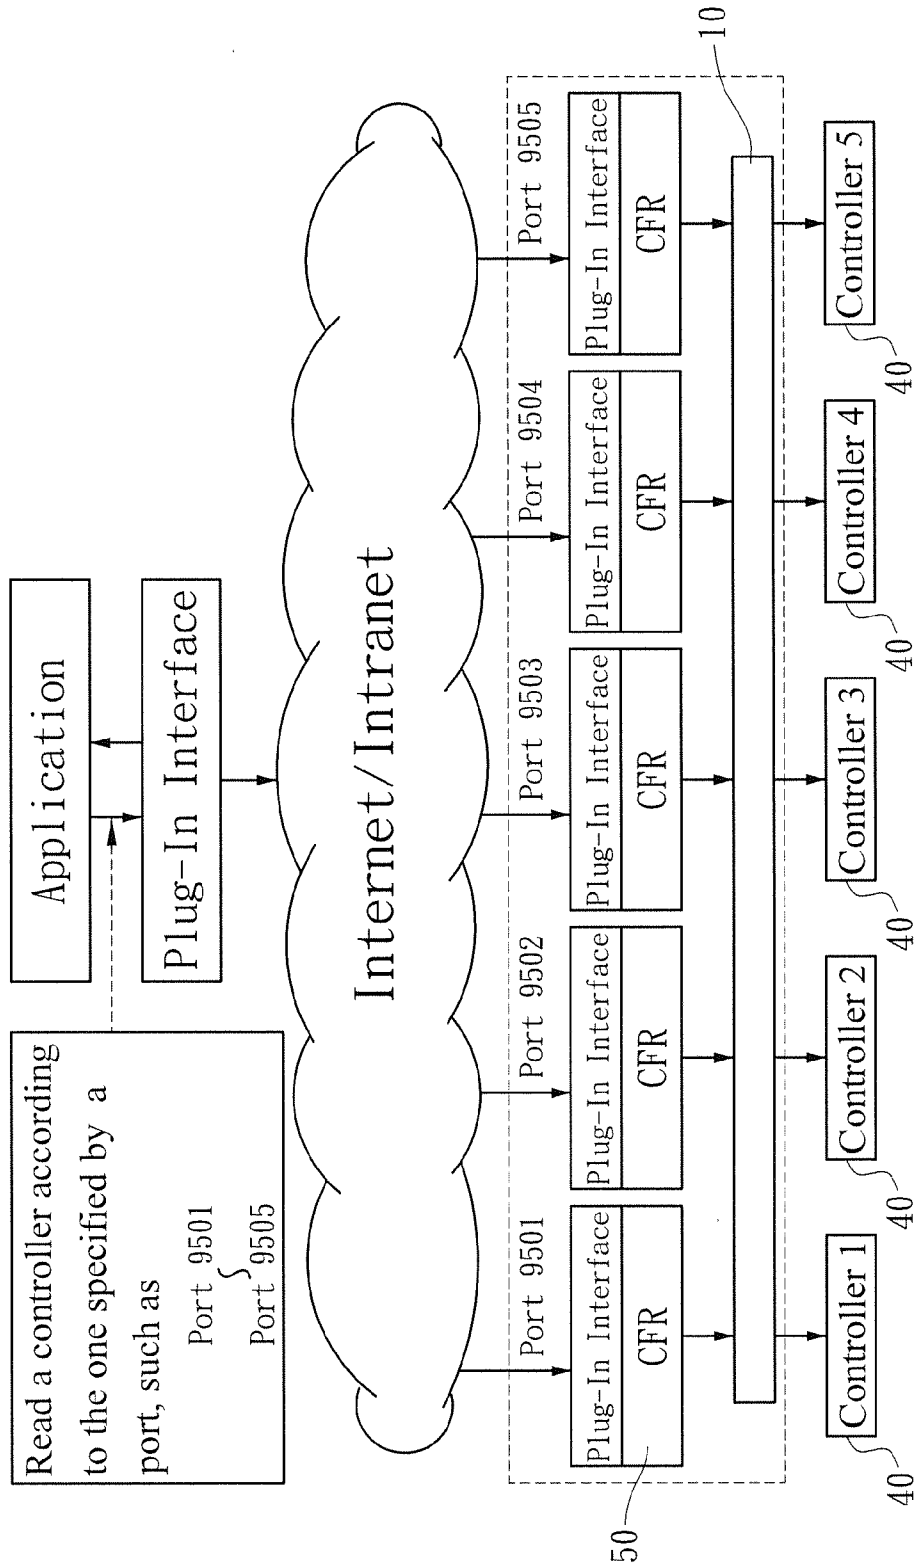 Read a controller according
to the one specified by a
port, such as
Port 9501
Port 9505
Application
Plug-In Interface
Internet/Intranet
Port 9501
Port 9502
Port 9503
Port 9504
Port 9505
Plug-In Interface
Plug-In Interface
Plug-In Interface
Plug-In Interface
Plug-In Interface
CFR
CFR
CFR
CFR
CFR
50
10
Controller 1
Controller 2
Controller 3
Controller 4
Controller 5
40
40
40
40
40